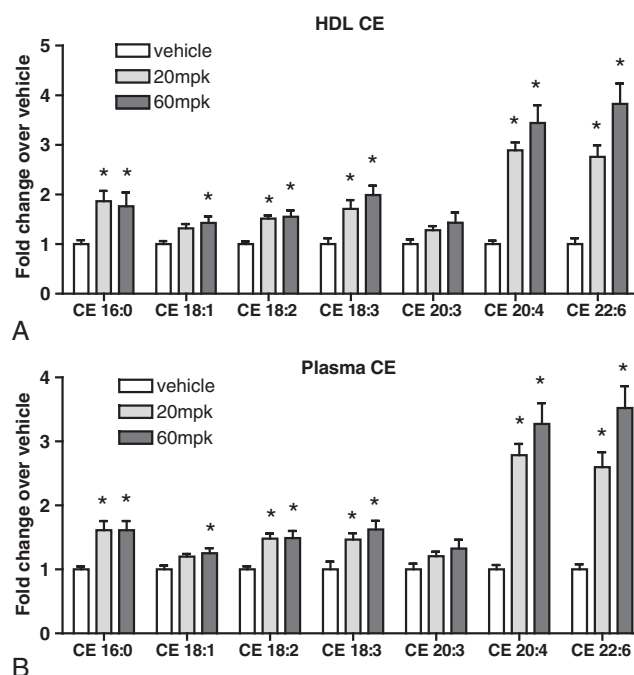 HDL CE
Fold change over vehicle
5
4
3
2
1
0
vehicle
20mpk
60mpk
* * * * * * * * * * *
CE 16:0 CE 18:1 CE 18:2 CE 18:3 CE 20:3 CE 20:4 CE 22:6
A
Plasma CE
Fold change over vehicle
4
3
2
1
0
vehicle
20mpk
60mpk
* * * * * * * * * * *
CE 16:0 CE 18:1 CE 18:2 CE 18:3 CE 20:3 CE 20:4 CE 22:6
B